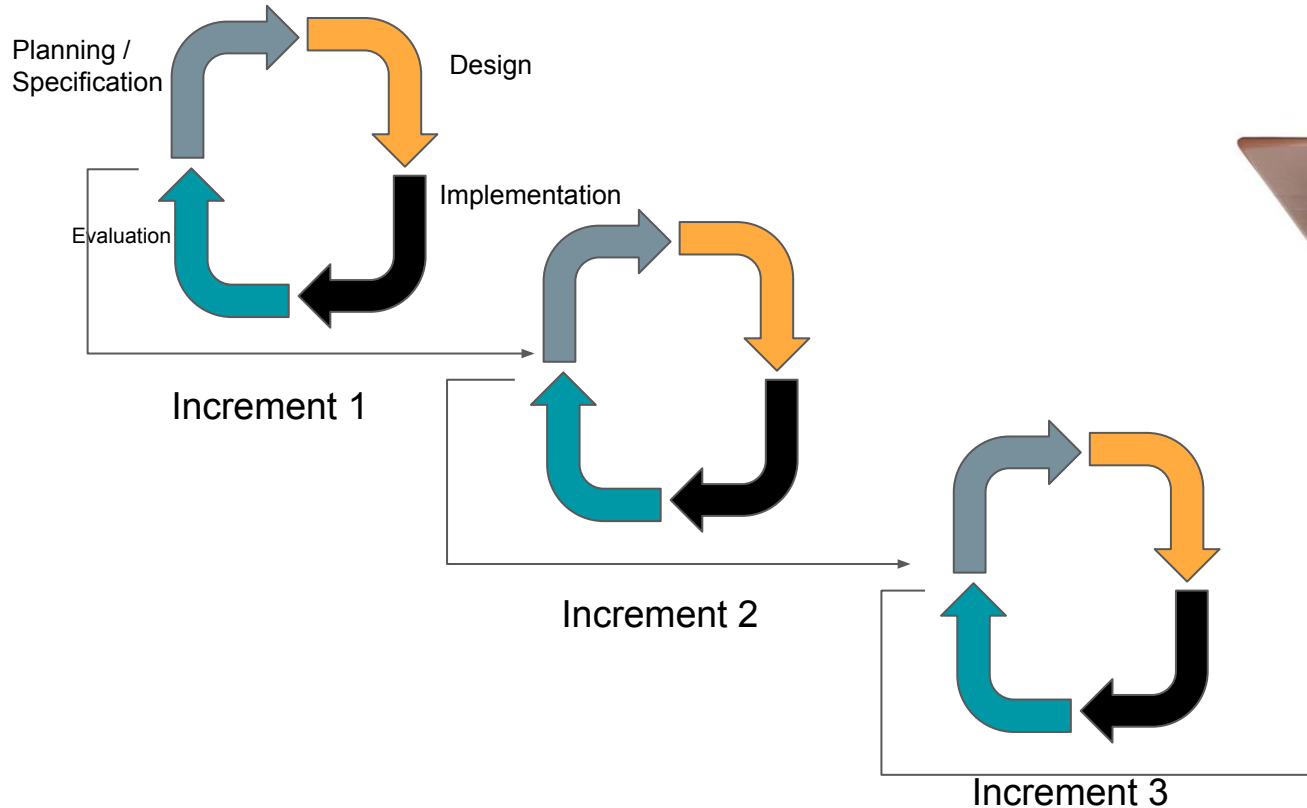 Planning /
Specification
Design
Implementation
Evaluation
Increment 1
Increment 2
Increment 3